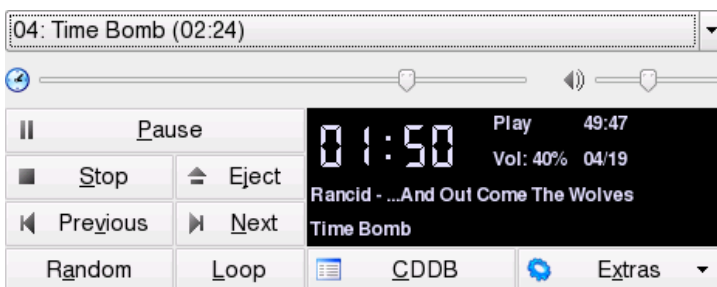 04: Time Bomb (02:24)
Pause
Stop
Eject
Previous
Next
Random
Loop
01:50
Play 49:47
Vol: 40% 04/19
Rancid - ...And Out Come The Wolves
Time Bomb
CDDB
Extras